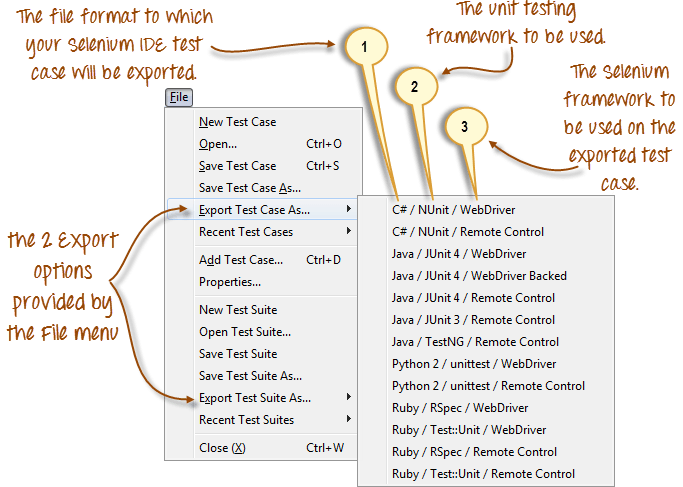 The file format to which
your Selenium IDE test
case will be exported.
1
The unit testing
framework to be used.
2
The Selenium
framework to
be used on the
exported test
case.
3
File
New Test Case
Open... Ctrl+O
Save Test Case Ctrl+S
Save Test Case As...
Export Test Case As...
Recent Test Cases
Add Test Case... Ctrl+D
Properties...
New Test Suite
Open Test Suite...
Save Test Suite
Save Test Suite As...
Export Test Suite As...
Recent Test Suites
Close (X) Ctrl+W
the 2 Export
options
provided by
the File menu
C# / NUnit / WebDriver
C# / NUnit / Remote Control
Java / JUnit 4 / WebDriver
Java / JUnit 4 / WebDriver Backed
Java / JUnit 4 / Remote Control
Java / JUnit 3 / Remote Control
Java / TestNG / Remote Control
Python 2 / unittest / WebDriver
Python 2 / unittest / Remote Control
Ruby / RSpec / WebDriver
Ruby / Test::Unit / WebDriver
Ruby / RSpec / Remote Control
Ruby / Test::Unit / Remote Control